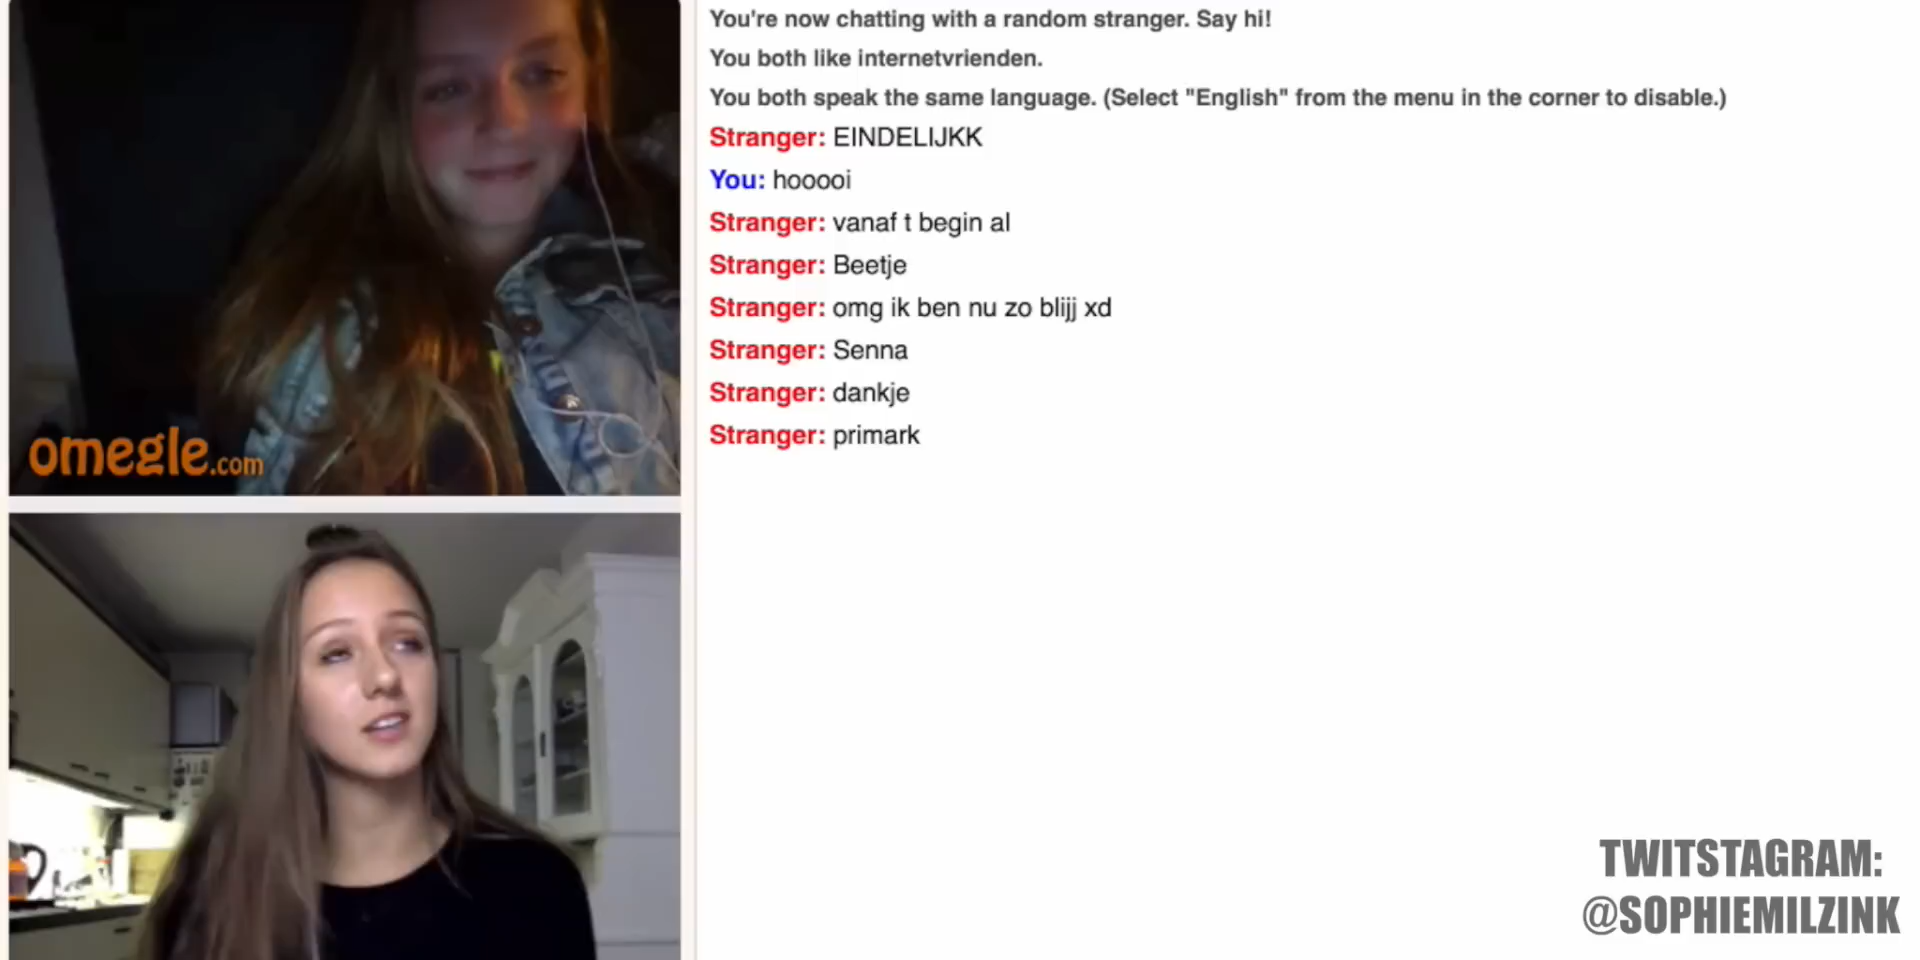 You're now chatting with a random stranger. Say hi!
You both like internetvrienden.
You both speak the same language. (Select "English" from the menu in the corner to disable.)
Stranger: EINDELIJKK
You: hooooi
Stranger: vanaf t begin al
Stranger: Beetje
Stranger: omg ik ben nu zo blijj xd
Stranger: Senna
Stranger: dankje
Stranger: primark
omegle.com
TWITSTAGRAM:
@SOPHIEMILZINK